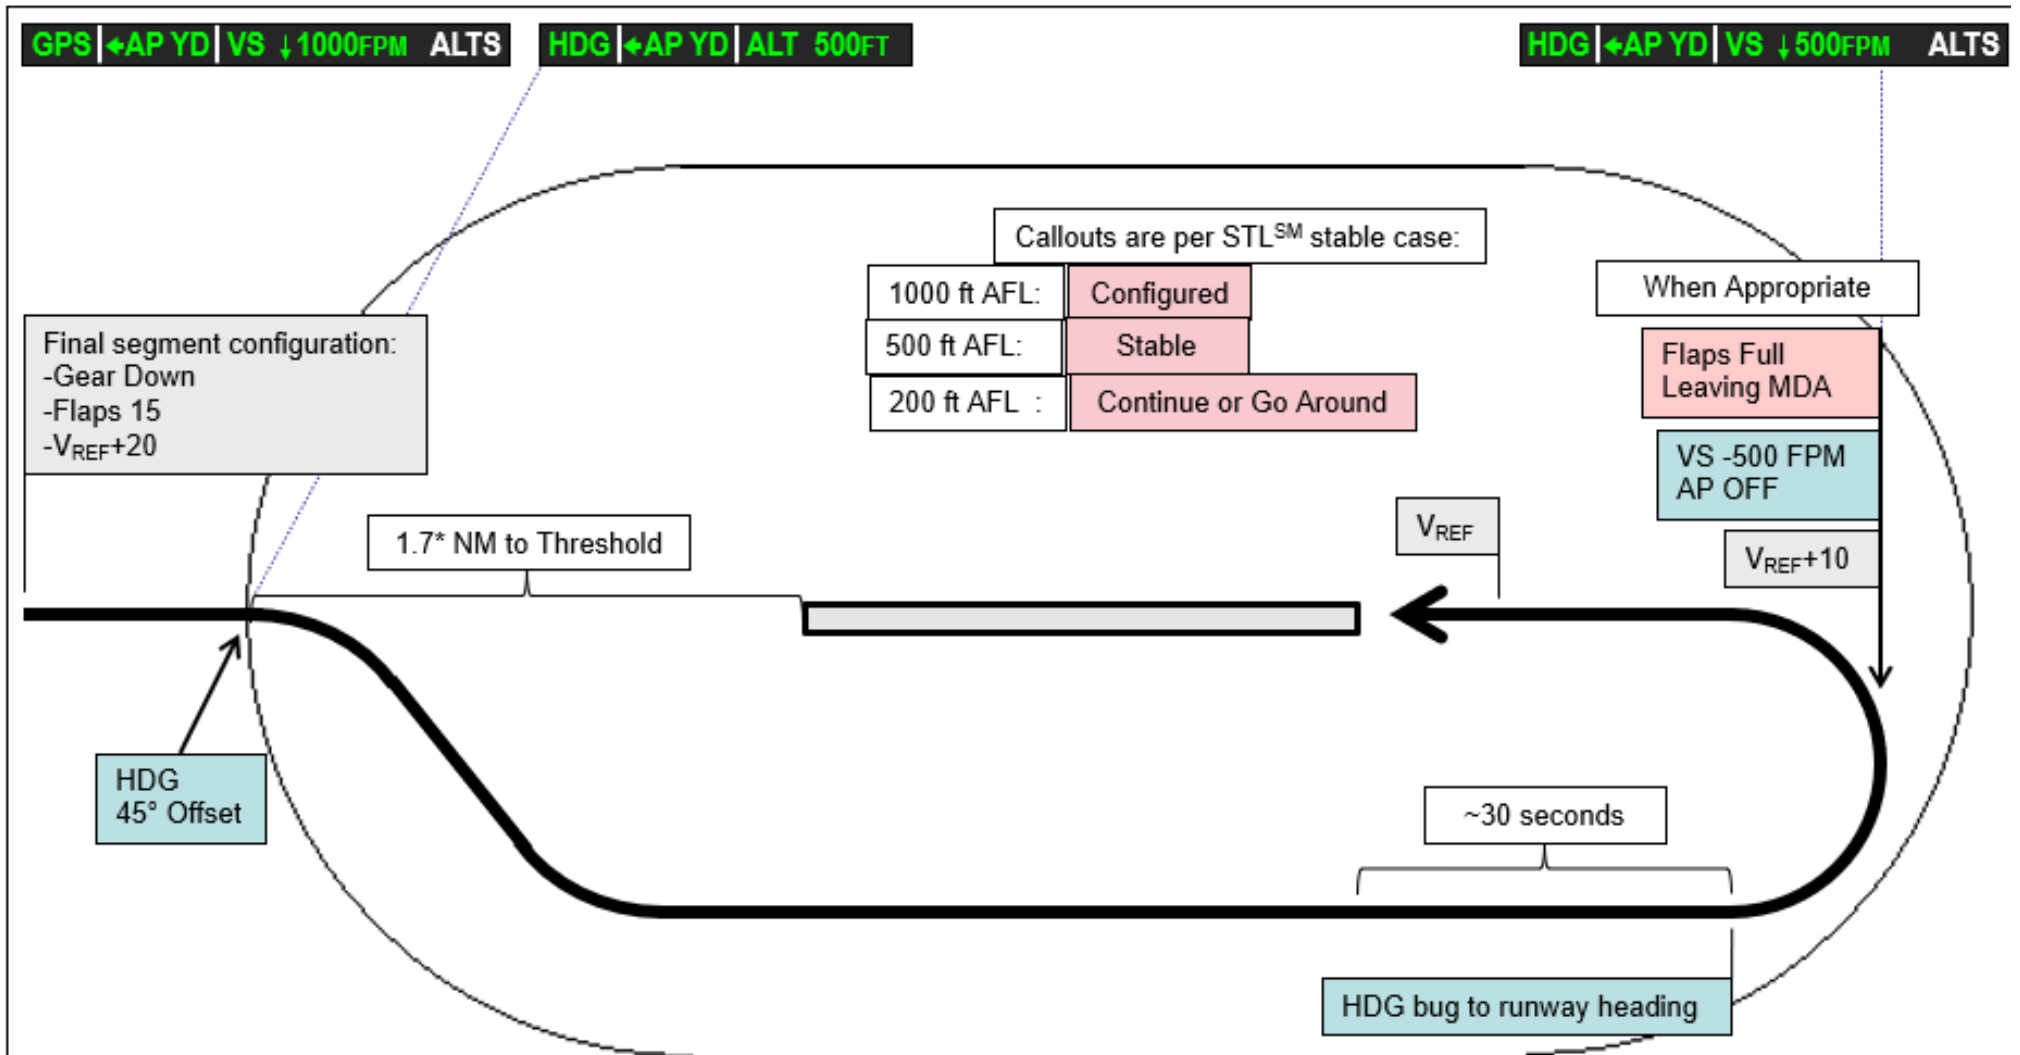 GPS ←AP YD VS ↓1000FPM ALTS
HDG ←AP YD ALT 500FT
HDG ←AP YD VS ↓500FPM ALTS
Callouts are per STL℠ stable case:
1000 ft AFL: Configured
500 ft AFL: Stable
200 ft AFL : Continue or Go Around
When Appropriate
Flaps Full
Leaving MDA
VS -500 FPM
AP OFF
VREF+10
VREF
Final segment configuration:
-Gear Down
-Flaps 15
-VREF+20
1.7* NM to Threshold
HDG
45° Offset
~30 seconds
HDG bug to runway heading